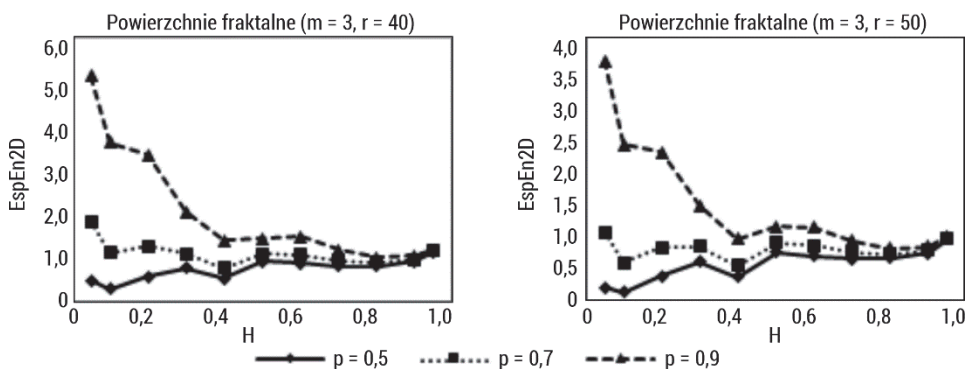 Powierzchnie fraktalne (m = 3, r = 40)
6,0
5,0
4,0
3,0
2,0
1,0
0
EspEn2D
0 0,2 0,4 0,6 0,8 1,0
H
Powierzchnie fraktalne (m = 3, r = 50)
4,0
3,5
3,0
2,5
2,0
1,5
1,0
0,5
0
EspEn2D
0 0,2 0,4 0,6 0,8 1,0
H
p = 0,5 p = 0,7 p = 0,9